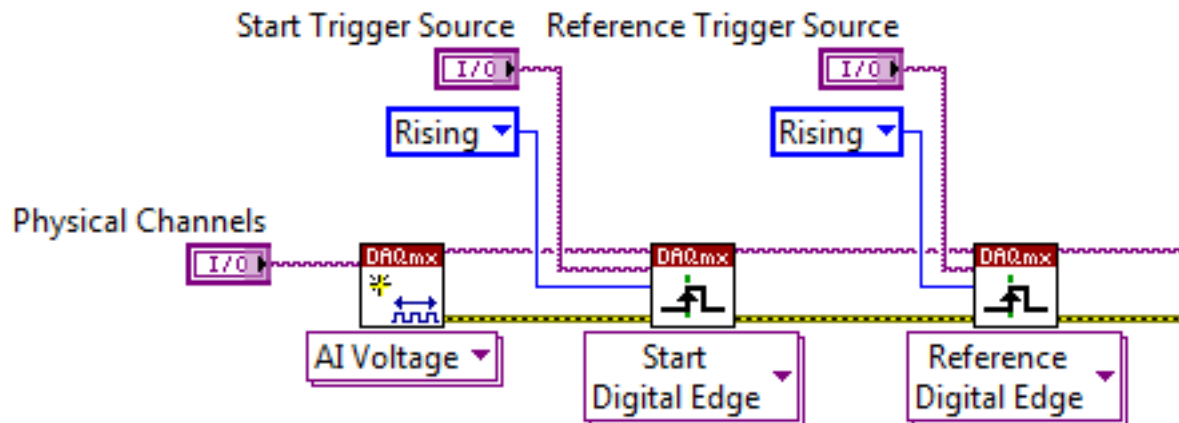 Start Trigger Source
Reference Trigger Source
I/O
I/O
Rising
Rising
Physical Channels
I/O
DAQmx
DAQmx
DAQmx
AI Voltage
Start
Digital Edge
Reference
Digital Edge